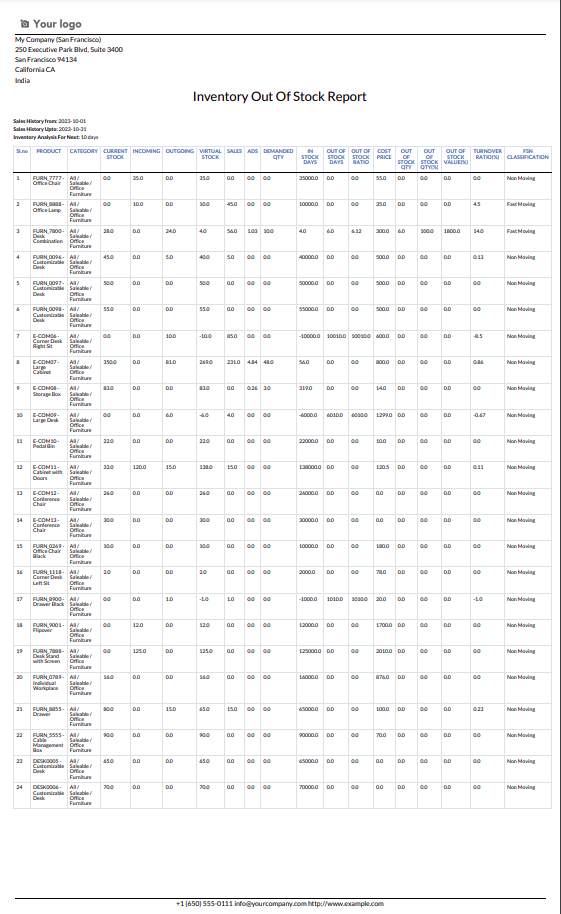 Your logo
My Company (San Francisco)
250 Executive Park Blvd, Suite 3400
San Francisco 94134
California CA
India
Inventory Out Of Stock Report
Sales History from: 2023-10-01
Sales History Upto: 2023-10-31
Inventory Analysis For Next: 10 days
Sl.no PRODUCT CATEGORY CURRENT STOCK INCOMING OUTGOING VIRTUAL STOCK SALES ADS DEMANDED QTY IN STOCK DAYS OUT OF STOCK DAYS OUT OF STOCK RATIO COST PRICE OUT OF STOCK QTY OUT OF STOCK QTY(%) OUT OF STOCK VALUE(%) TURNOVER RATIO(%) FSN CLASSIFICATION
1 FURN_7777 - Office Chair All / Saleable / Office Furniture 0.0 35.0 0.0 35.0 0.0 0.0 0.0 35000.0 0.0 0.0 55.0 0.0 0.0 0.0 0.0 Non Moving
2 FURN_8888 - Office Lamp All / Saleable / Office Furniture 0.0 10.0 0.0 10.0 45.0 0.0 0.0 10000.0 0.0 0.0 35.0 0.0 0.0 0.0 4.5 Fast Moving
3 FURN_7800 - Desk Combination All / Saleable / Office Furniture 28.0 0.0 24.0 4.0 56.0 1.03 10.0 4.0 6.0 6.12 300.0 6.0 100.0 1800.0 14.0 Fast Moving
4 FURN_0096 - Customizable Desk All / Saleable / Office Furniture 45.0 0.0 5.0 40.0 5.0 0.0 0.0 40000.0 0.0 0.0 500.0 0.0 0.0 0.0 0.13 Non Moving
5 FURN_0097 - Customizable Desk All / Saleable / Office Furniture 50.0 0.0 0.0 50.0 0.0 0.0 0.0 50000.0 0.0 0.0 500.0 0.0 0.0 0.0 0.0 Non Moving
6 FURN_0098 - Customizable Desk All / Saleable / Office Furniture 55.0 0.0 0.0 55.0 0.0 0.0 0.0 55000.0 0.0 0.0 500.0 0.0 0.0 0.0 0.0 Non Moving
7 E-COM06 - Corner Desk Right Sit All / Saleable / Office Furniture 0.0 0.0 10.0 -10.0 85.0 0.0 0.0 -10000.0 10010.0 10010.0 600.0 0.0 0.0 0.0 -8.5 Non Moving
8 E-COM07 - Large Cabinet All / Saleable / Office Furniture 350.0 0.0 81.0 269.0 231.0 4.84 48.0 56.0 0.0 0.0 800.0 0.0 0.0 0.0 0.86 Non Moving
9 E-COM08 - Storage Box All / Saleable / Office Furniture 83.0 0.0 0.0 83.0 0.0 0.26 3.0 319.0 0.0 0.0 14.0 0.0 0.0 0.0 0.0 Non Moving
10 E-COM09 - Large Desk All / Saleable / Office Furniture 0.0 0.0 6.0 -6.0 4.0 0.0 0.0 -6000.0 6010.0 6010.0 1299.0 0.0 0.0 0.0 -0.67 Non Moving
11 E-COM10 - Pedal Bin All / Saleable / Office Furniture 22.0 0.0 0.0 22.0 0.0 0.0 0.0 22000.0 0.0 0.0 10.0 0.0 0.0 0.0 0.0 Non Moving
12 E-COM11 - Cabinet with Doors All / Saleable / Office Furniture 33.0 120.0 15.0 138.0 15.0 0.0 0.0 138000.0 0.0 0.0 120.5 0.0 0.0 0.0 0.11 Non Moving
13 E-COM12 - Conference Chair All / Saleable / Office Furniture 26.0 0.0 0.0 26.0 0.0 0.0 0.0 26000.0 0.0 0.0 0.0 0.0 0.0 0.0 0.0 Non Moving
14 E-COM13 - Conference Chair All / Saleable / Office Furniture 30.0 0.0 0.0 30.0 0.0 0.0 0.0 30000.0 0.0 0.0 0.0 0.0 0.0 0.0 0.0 Non Moving
15 FURN_0269 - Office Chair Black All / Saleable / Office Furniture 10.0 0.0 0.0 10.0 0.0 0.0 0.0 10000.0 0.0 0.0 180.0 0.0 0.0 0.0 0.0 Non Moving
16 FURN_1118 - Corner Desk Left Sit All / Saleable / Office Furniture 2.0 0.0 0.0 2.0 0.0 0.0 0.0 2000.0 0.0 0.0 78.0 0.0 0.0 0.0 0.0 Non Moving
17 FURN_8900 - Drawer Black All / Saleable / Office Furniture 0.0 0.0 1.0 -1.0 1.0 0.0 0.0 -1000.0 1010.0 1010.0 20.0 0.0 0.0 0.0 -1.0 Non Moving
18 FURN_9001 - Flipover All / Saleable / Office Furniture 0.0 12.0 0.0 12.0 0.0 0.0 0.0 12000.0 0.0 0.0 1700.0 0.0 0.0 0.0 0.0 Non Moving
19 FURN_7888 - Desk Stand with Screen All / Saleable / Office Furniture 0.0 125.0 0.0 125.0 0.0 0.0 0.0 125000.0 0.0 0.0 2010.0 0.0 0.0 0.0 0.0 Non Moving
20 FURN_0789 - Individual Workplace All / Saleable / Office Furniture 16.0 0.0 0.0 16.0 0.0 0.0 0.0 16000.0 0.0 0.0 876.0 0.0 0.0 0.0 0.0 Non Moving
21 FURN_8855 - Drawer All / Saleable / Office Furniture 80.0 0.0 15.0 65.0 15.0 0.0 0.0 65000.0 0.0 0.0 100.0 0.0 0.0 0.0 0.23 Non Moving
22 FURN_5555 - Cable Management Box All / Saleable / Office Furniture 90.0 0.0 0.0 90.0 0.0 0.0 0.0 90000.0 0.0 0.0 70.0 0.0 0.0 0.0 0.0 Non Moving
23 DESK0005 - Customizable Desk All / Saleable / Office Furniture 65.0 0.0 0.0 65.0 0.0 0.0 0.0 65000.0 0.0 0.0 0.0 0.0 0.0 0.0 0.0 Non Moving
24 DESK0006 - Customizable Desk All / Saleable / Office Furniture 70.0 0.0 0.0 70.0 0.0 0.0 0.0 70000.0 0.0 0.0 0.0 0.0 0.0 0.0 0.0 Non Moving
+1 (650) 555-0111 info@yourcompany.com http://www.example.com